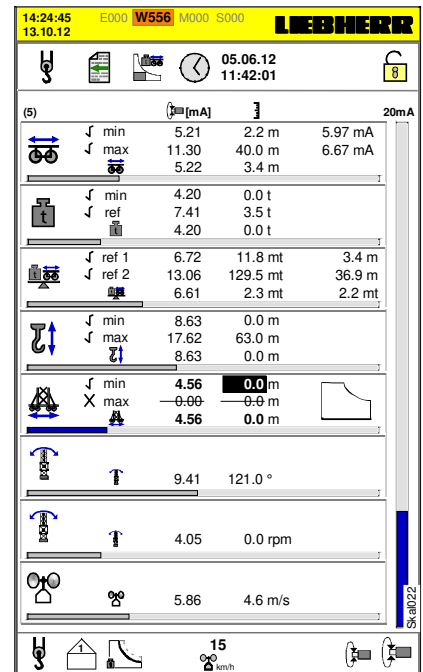 14:24:45 E000 W556 M000 S000 LIEBHERR
13.10.12
05.06.12
11:42:01
8
(5) [mA] 20mA
√ min 5.21 2.2 m 5.97 mA
√ max 11.30 40.0 m 6.67 mA
5.22 3.4 m
√ min 4.20 0.0 t
t √ ref 7.41 3.5 t
4.20 0.0 t
√ ref 1 6.72 11.8 mt 3.4 m
t √ ref 2 13.06 129.5 mt 36.9 m
6.61 2.3 mt 2.2 mt
√ min 8.63 0.0 m
√ max 17.62 63.0 m
8.63 0.0 m
√ min 4.56 0.0 m
X max 0.00 0.0 m
4.56 0.0 m
9.41 121.0 °
4.05 0.0 rpm
5.86 4.6 m/s
Skal022
1 15
km/h